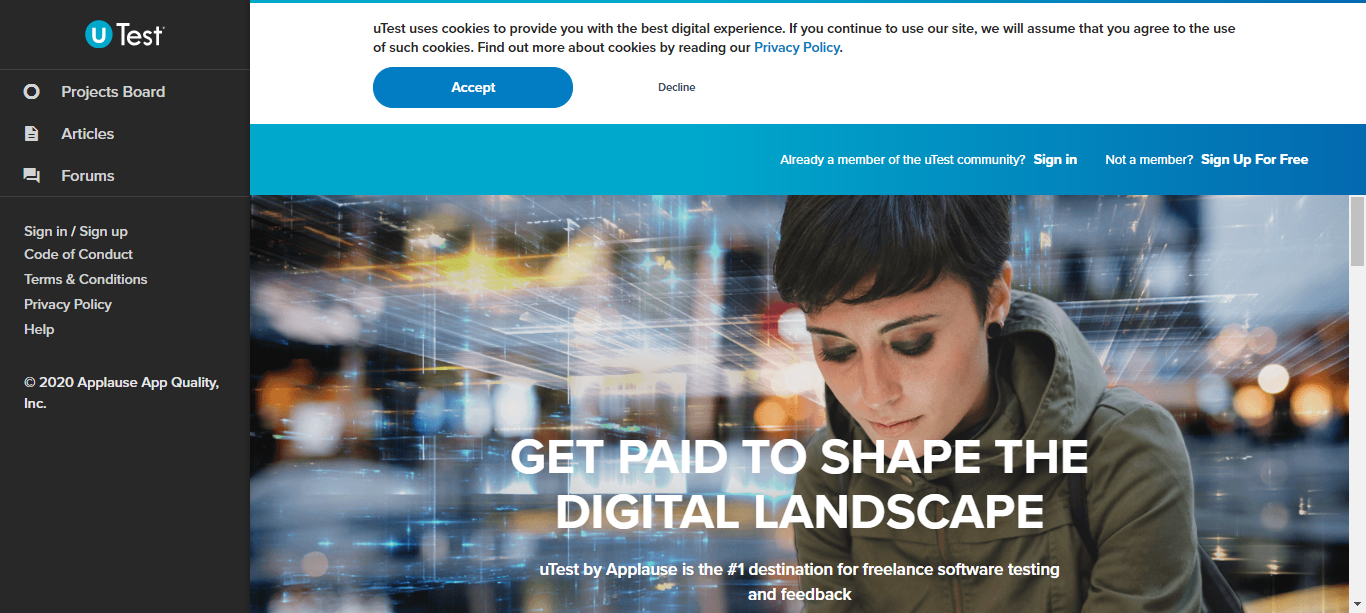 uTest
Projects Board
Articles
Forums
Sign in / Sign up
Code of Conduct
Terms & Conditions
Privacy Policy
Help
© 2020 Applause App Quality,
Inc.
uTest uses cookies to provide you with the best digital experience. If you continue to use our site, we will assume that you agree to the use
of such cookies. Find out more about cookies by reading our Privacy Policy.
Accept Decline
Already a member of the uTest community? Sign in Not a member? Sign Up For Free
GET PAID TO SHAPE THE
DIGITAL LANDSCAPE
uTest by Applause is the #1 destination for freelance software testing
and feedback